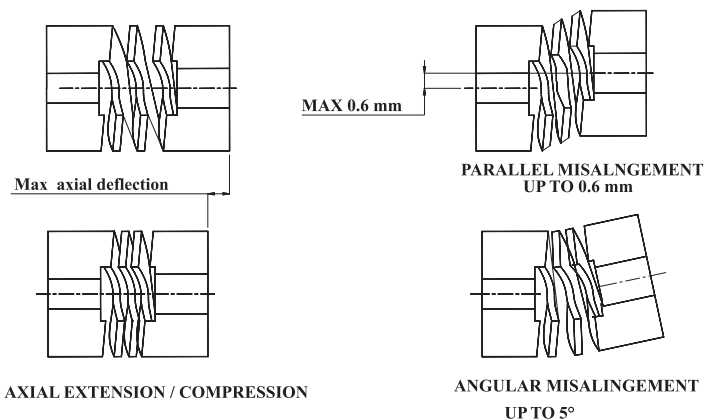 MAX 0.6 mm
PARALLEL MISALNGEMENT
UP TO 0.6 mm
Max axial deflection
AXIAL EXTENSION / COMPRESSION
ANGULAR MISALINGEMENT
UP TO 5°